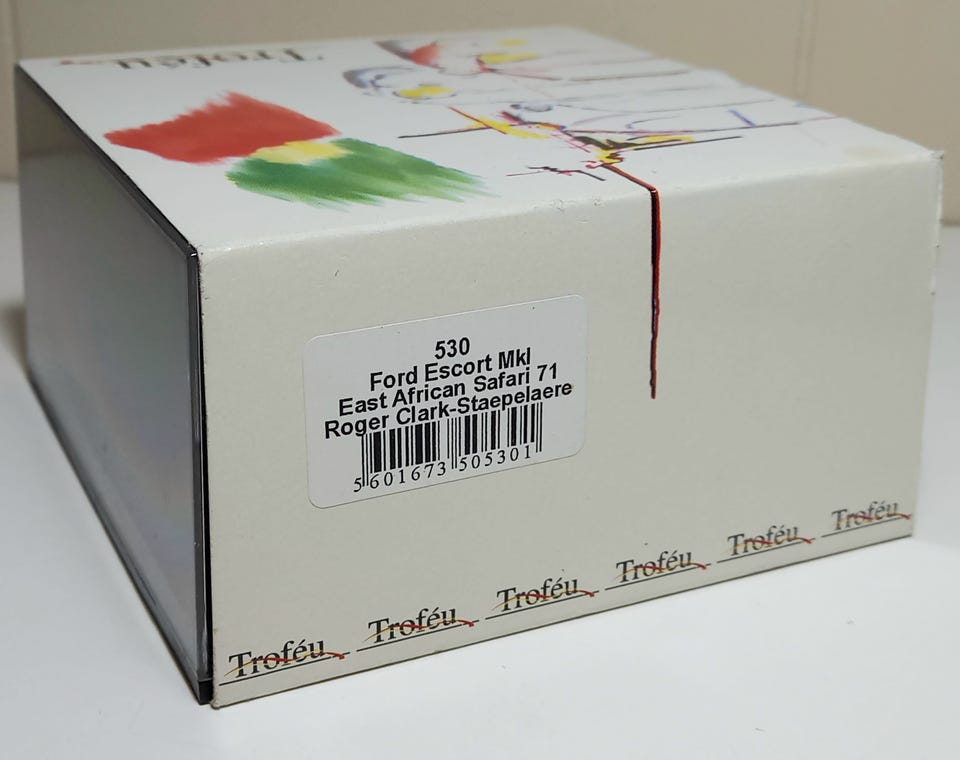 Troféu
530
Ford Escort MkI
East African Safari 71
Roger Clark-Staepelaere
5 601673 505301
Troféu
Troféu
Troféu
Troféu
Troféu
Troféu